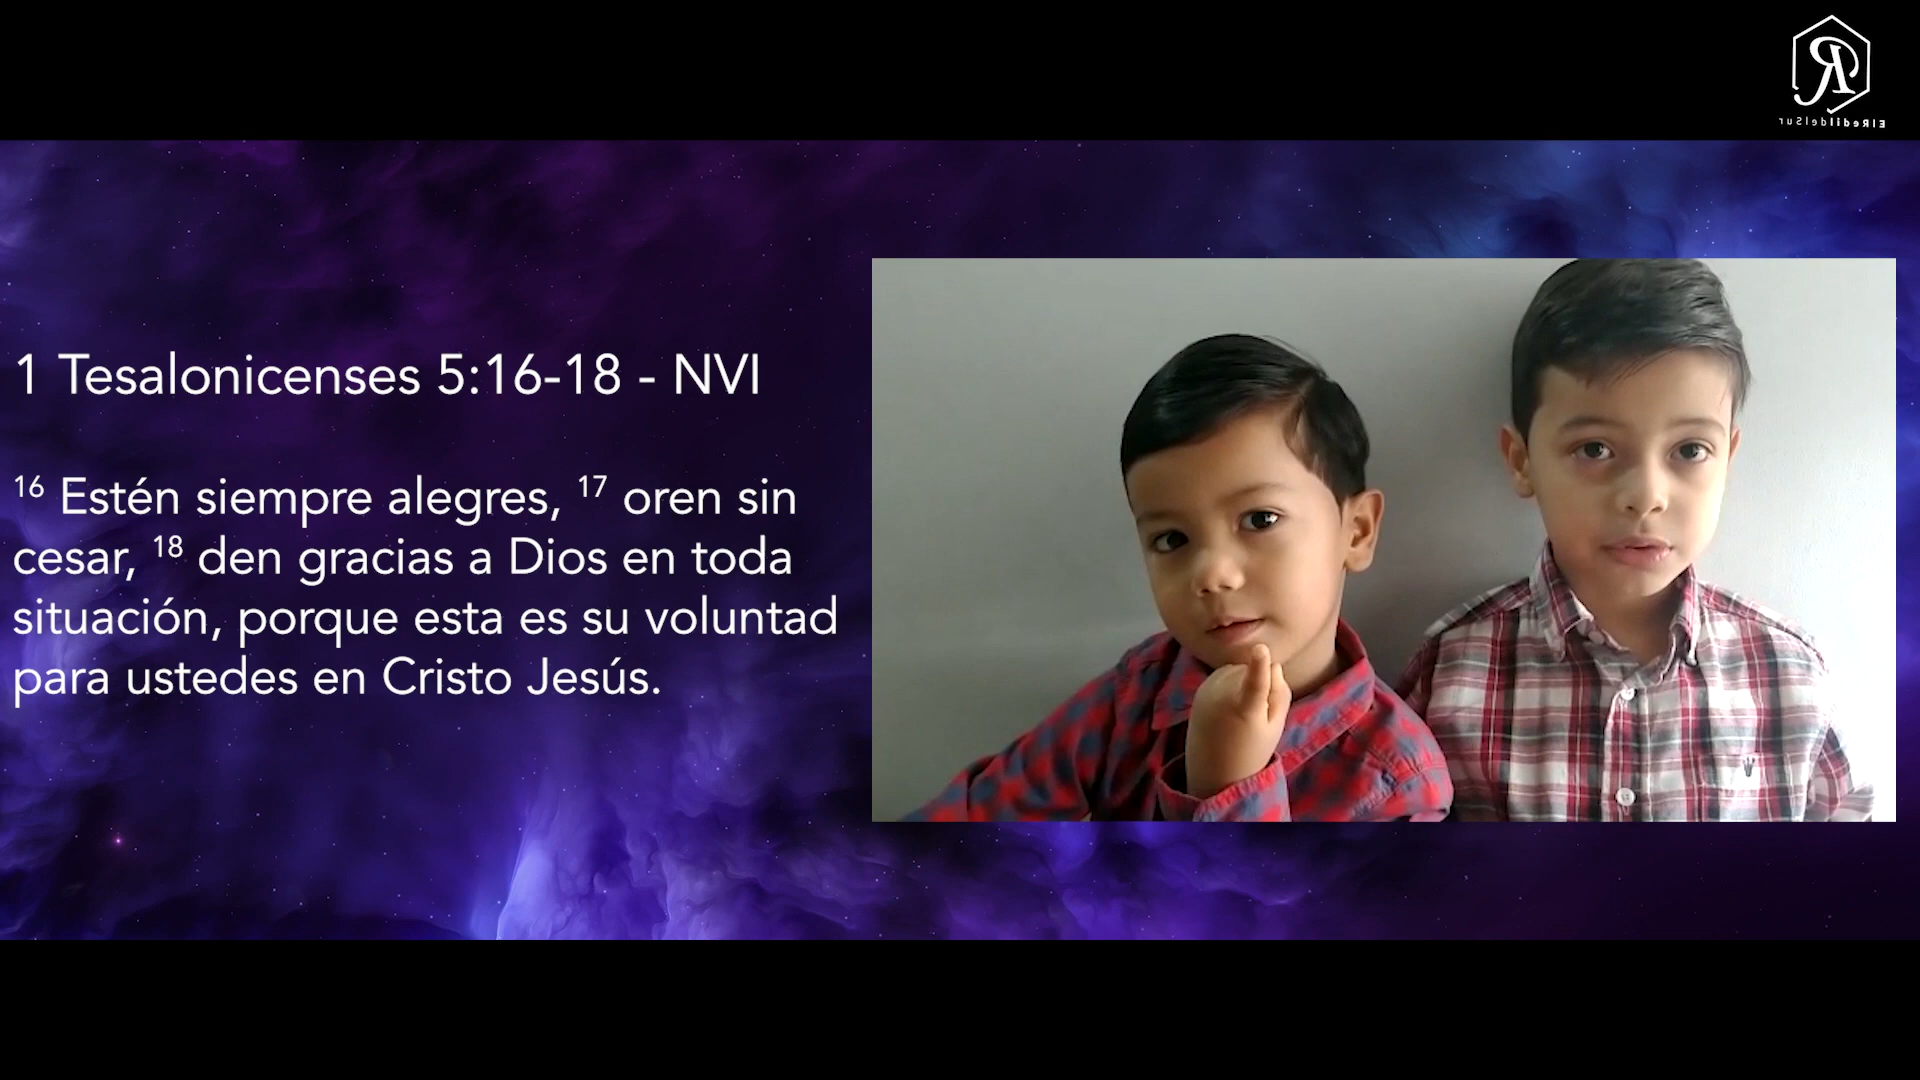 1 Tesalonicenses 5:16-18 - NVI
16 Estén siempre alegres, 17 oren sin
cesar, 18 den gracias a Dios en toda
situación, porque esta es su voluntad
para ustedes en Cristo Jesús.
R
ElRedildelSur